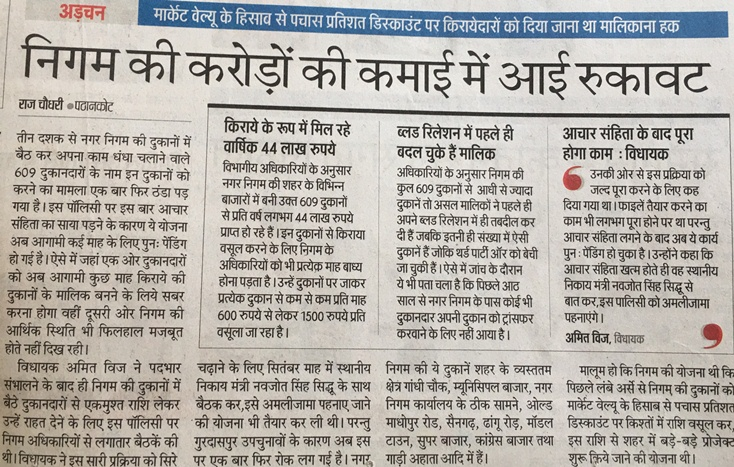 अड़चन
मार्केट वेल्यू के हिसाब से पचास प्रतिशत डिस्काउंट पर किरायेदारों को दिया जाना था मालिकाना हक
निगम की करोड़ों की कमाई में आई रुकावट
राज चौधरी ● पठानकोट
तीन दशक से नगर निगम की दुकानों में
बैठ कर अपना काम धंधा चलाने वाले
609 दुकानदारों के नाम इन दुकानों को
करने का मामला एक बार फिर ठंडा पड़
गया है। इस पॉलिसी पर इस बार आचार
संहिता का साया पड़ने के कारण ये योजना
अब आगामी कई माह के लिए पुन: पेंडिंग
हो गई है। ऐसे में जहां एक ओर दुकानदारों
को अब आगामी कुछ माह किराये की
दुकानों के मालिक बनने के लिए सबर
करना होगा वहीं दूसरी ओर निगम की
आर्थिक स्थिति भी फिलहाल मजबूत
होते नहीं दिख रही।
विधायक अमित विज ने पदभार
संभालने के बाद ही निगम की दुकानों में
बैठे दुकानदारों से एकमुश्त राशि लेकर
उन्हें राहत देने के लिए इस पॉलिसी पर
निगम अधिकारियों से लगातार बैठकें की
थी। विधायक ने इस सारी प्रक्रिया को सिरे
चढ़ाने के लिए सितंबर माह में स्थानीय
निकाय मंत्री नवजोत सिंह सिद्धू के साथ
बैठक कर, इसे अमलीजामा पहनाए जाने
की योजना भी तैयार कर ली थी। परन्तु
गुरदासपुर उपचुनावों के कारण अब इस
पर एक बार फिर रोक लग गई है। नगर
किराये के रूप में मिल रहे
वार्षिक 44 लाख रुपये
विभागीय अधिकारियों के अनुसार
नगर निगम की शहर के विभिन्न
बाजारों में बनी उक्त 609 दुकानों
से प्रति वर्ष लगभग 44 लाख रुपये
प्राप्त हो रहे हैं। इन दुकानों से किराया
वसूल करने के लिए निगम के
अधिकारियों को भी प्रत्येक माह बाध्य
होना पड़ता है। उन्हें दुकानों पर जाकर
प्रत्येक दुकान से कम से कम प्रति माह
600 रुपये से लेकर 1500 रुपये प्रति
वसूला जा रहा है।
ब्लड रिलेशन में पहले ही
बदल चुके हैं मालिक
अधिकारियों के अनुसार निगम की
कुल 609 दुकानों से आधी से ज्यादा
दुकानें तो असल मालिकों ने पहले ही
अपने ब्लड रिलेशन में ही तबदील कर
दी हैं जबकि इतनी ही संख्या में ऐसी
दुकानें हैं जोकि थर्ड पार्टी ओर को बेची
जा चुकी हैं। ऐसे में जांच के दौरान
ये भी पता चला है कि पिछले आठ
साल से नगर निगम के पास कोई भी
दुकानदार अपनी दुकान को ट्रांसफर
करवाने के लिए नही आया है।
आचार संहिता के बाद पूरा
होगा काम : विधायक
उनकी ओर से इस प्रक्रिया को
जल्द पूरा करने के लिए कह
दिया गया था। फाइलें तैयार करने का
काम भी लगभग पूरा होने पर था परन्तु
आचार संहिता लगने के बाद अब ये कार्य
पुन: पेंडिंग हो चुका है। उन्होंने कहा कि
आचार संहिता खत्म होते ही वह स्थानीय
निकाय मंत्री नवजोत सिंह सिद्धू से
बात कर, इस पालिसी को अमलीजामा
पहनाएंगे।
अमित विज, विधायक
निगम की ये दुकानें शहर के व्यस्ततम
क्षेत्र गांधी चौक, म्यूनिसिपल बाजार, नगर
निगम कार्यालय के ठीक सामने, ओल्ड
माधोपुर रोड, सैनगढ़, ढांगू रोड, मॉडल
टाउन, सुपर बाजार, कांग्रेस बाजार तथा
गाड़ी अहाता आदि में हैं।
मालूम हो कि निगम की योजना थी कि
पिछले लंबे अर्से से निगम की दुकानों को
मार्केट वेल्यू के हिसाब से पचास प्रतिशत
डिस्काउंट पर किश्तों में राशि वसूल कर,
इस राशि से शहर में बड़े-बड़े प्रोजेक्ट
शुरू किये जाने की योजना थी।